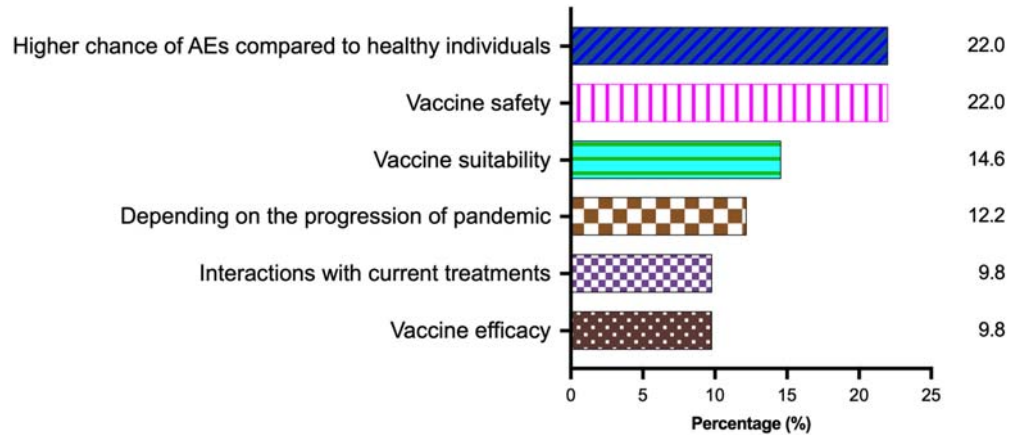 Higher chance of AEs compared to healthy individuals 22.0
Vaccine safety 22.0
Vaccine suitability 14.6
Depending on the progression of pandemic 12.2
Interactions with current treatments 9.8
Vaccine efficacy 9.8
0 5 10 15 20 25
Percentage (%)